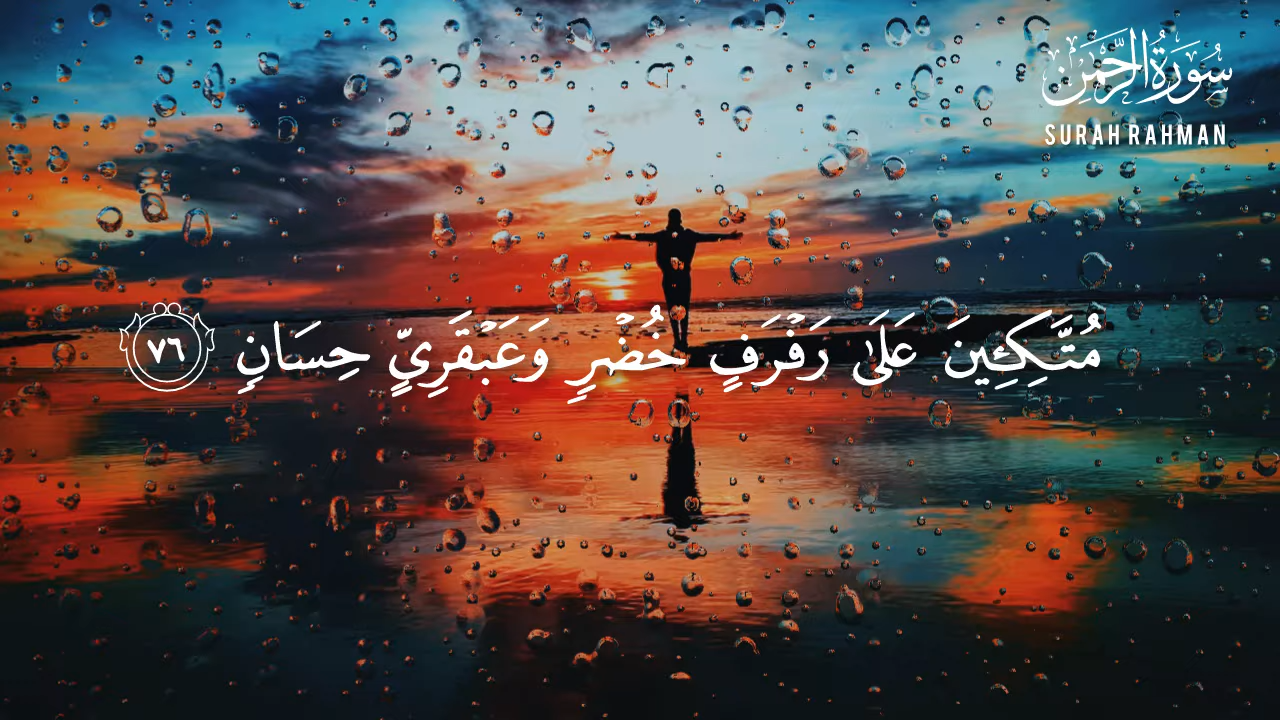 سُورَةُ الرَّحْمَٰن
SURAH RAHMAN
مُتَّكِـِٔينَ عَلَىٰ رَفْرَفٍ خُضْرٍ وَعَبْقَرِىٍّ حِسَانٍ ٧٦